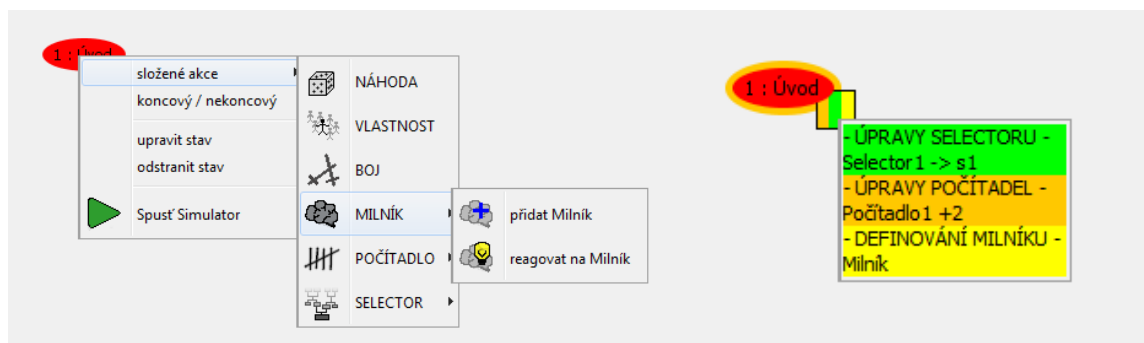 1 : Úvod
složené akce
koncový / nekoncový
upravit stav
odstranit stav
Spusť Simulator
NÁHODA
VLASTNOST
BOJ
MILNÍK
POČÍTADLO
SELECTOR
přidat Milník
reagovat na Milník
1 : Úvod
- ÚPRAVY SELECTORU -
Selector1 -> s1
- ÚPRAVY POČÍTADEL -
Počítadlo1 +2
- DEFINOVÁNÍ MILNÍKU -
Milník